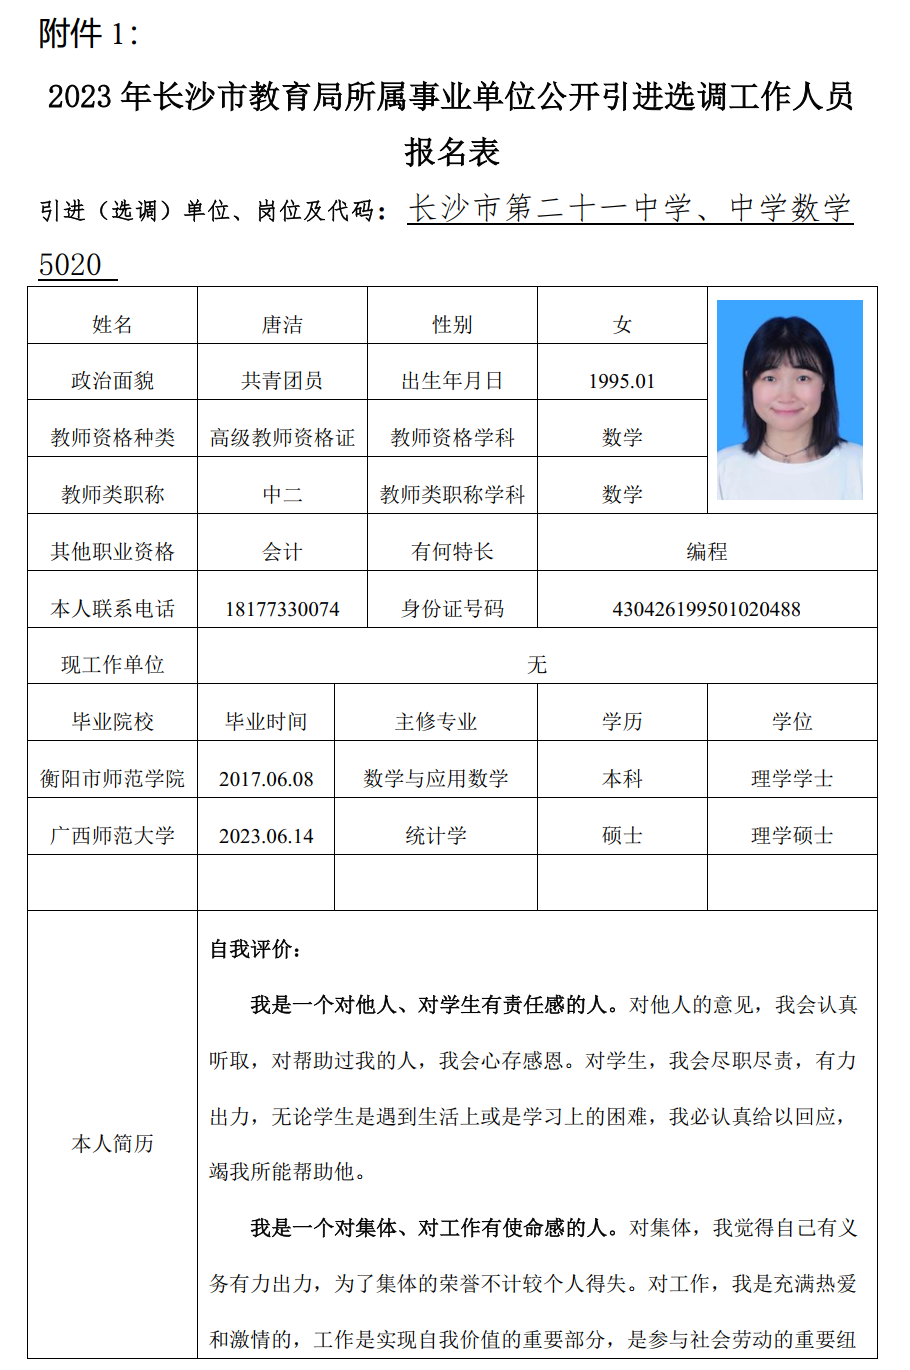 附件 1：
2023 年长沙市教育局所属事业单位公开引进选调工作人员
报名表
引进（选调）单位、岗位及代码：长沙市第二十一中学、中学数学
5020
姓名 唐洁 性别 女
政治面貌 共青团员 出生年月日 1995.01
教师资格种类 高级教师资格证 教师资格学科 数学
教师类职称 中二 教师类职称学科 数学
其他职业资格 会计 有何特长 编程
本人联系电话 18177330074 身份证号码 430426199501020488
现工作单位 无
毕业院校 毕业时间 主修专业 学历 学位
衡阳市师范学院 2017.06.08 数学与应用数学 本科 理学学士
广西师范大学 2023.06.14 统计学 硕士 理学硕士
本人简历
自我评价：
我是一个对他人、对学生有责任感的人。对他人的意见，我会认真
听取，对帮助过我的人，我会心存感恩。对学生，我会尽职尽责，有力
出力，无论学生是遇到生活上或是学习上的困难，我必认真给以回应，
竭我所能帮助他。
我是一个对集体、对工作有使命感的人。对集体，我觉得自己有义
务有力出力，为了集体的荣誉不计较个人得失。对工作，我是充满热爱
和激情的，工作是实现自我价值的重要部分，是参与社会劳动的重要纽